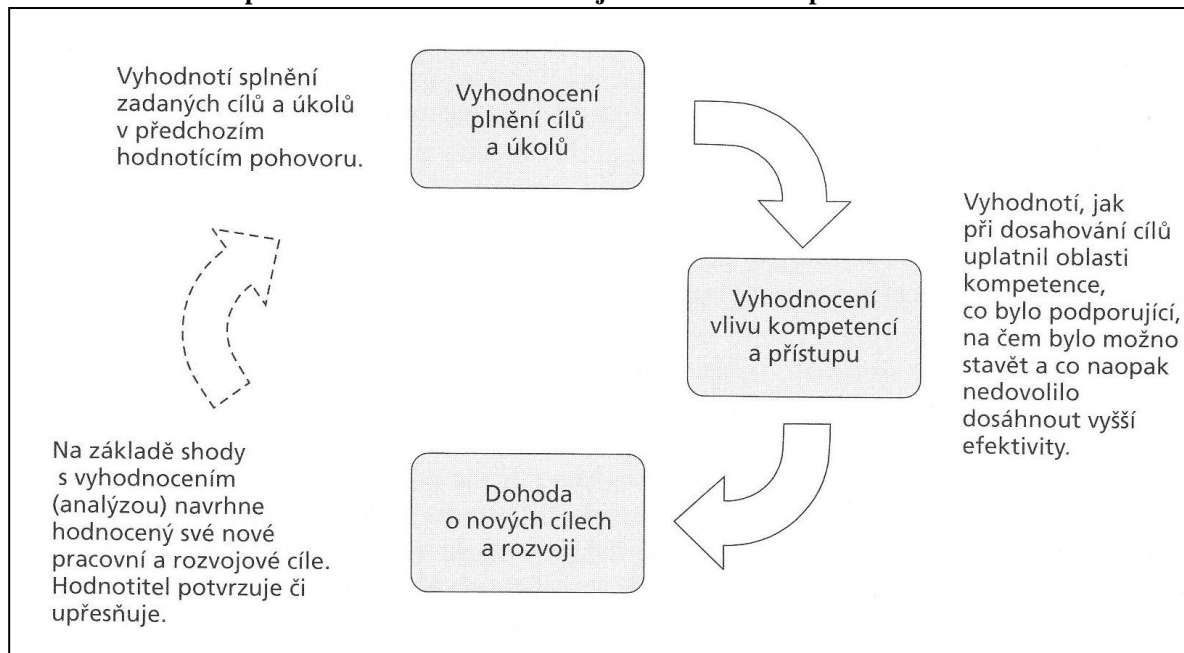 Vyhodnotí splnění
zadaných cílů a úkolů
v předchozím
hodnotícím pohovoru.
Vyhodnocení
plnění cílů
a úkolů
Vyhodnocení
vlivu kompetencí
a přístupu
Vyhodnotí, jak
při dosahování cílů
uplatnil oblasti
kompetence,
co bylo podporující,
na čem bylo možno
stavět a co naopak
nedovolilo
dosáhnout vyšší
efektivity.
Dohoda
o nových cílech
a rozvoji
Na základě shody
s vyhodnocením
(analýzou) navrhne
hodnocený své nové
pracovní a rozvojové cíle.
Hodnotitel potvrzuje či
upřesňuje.